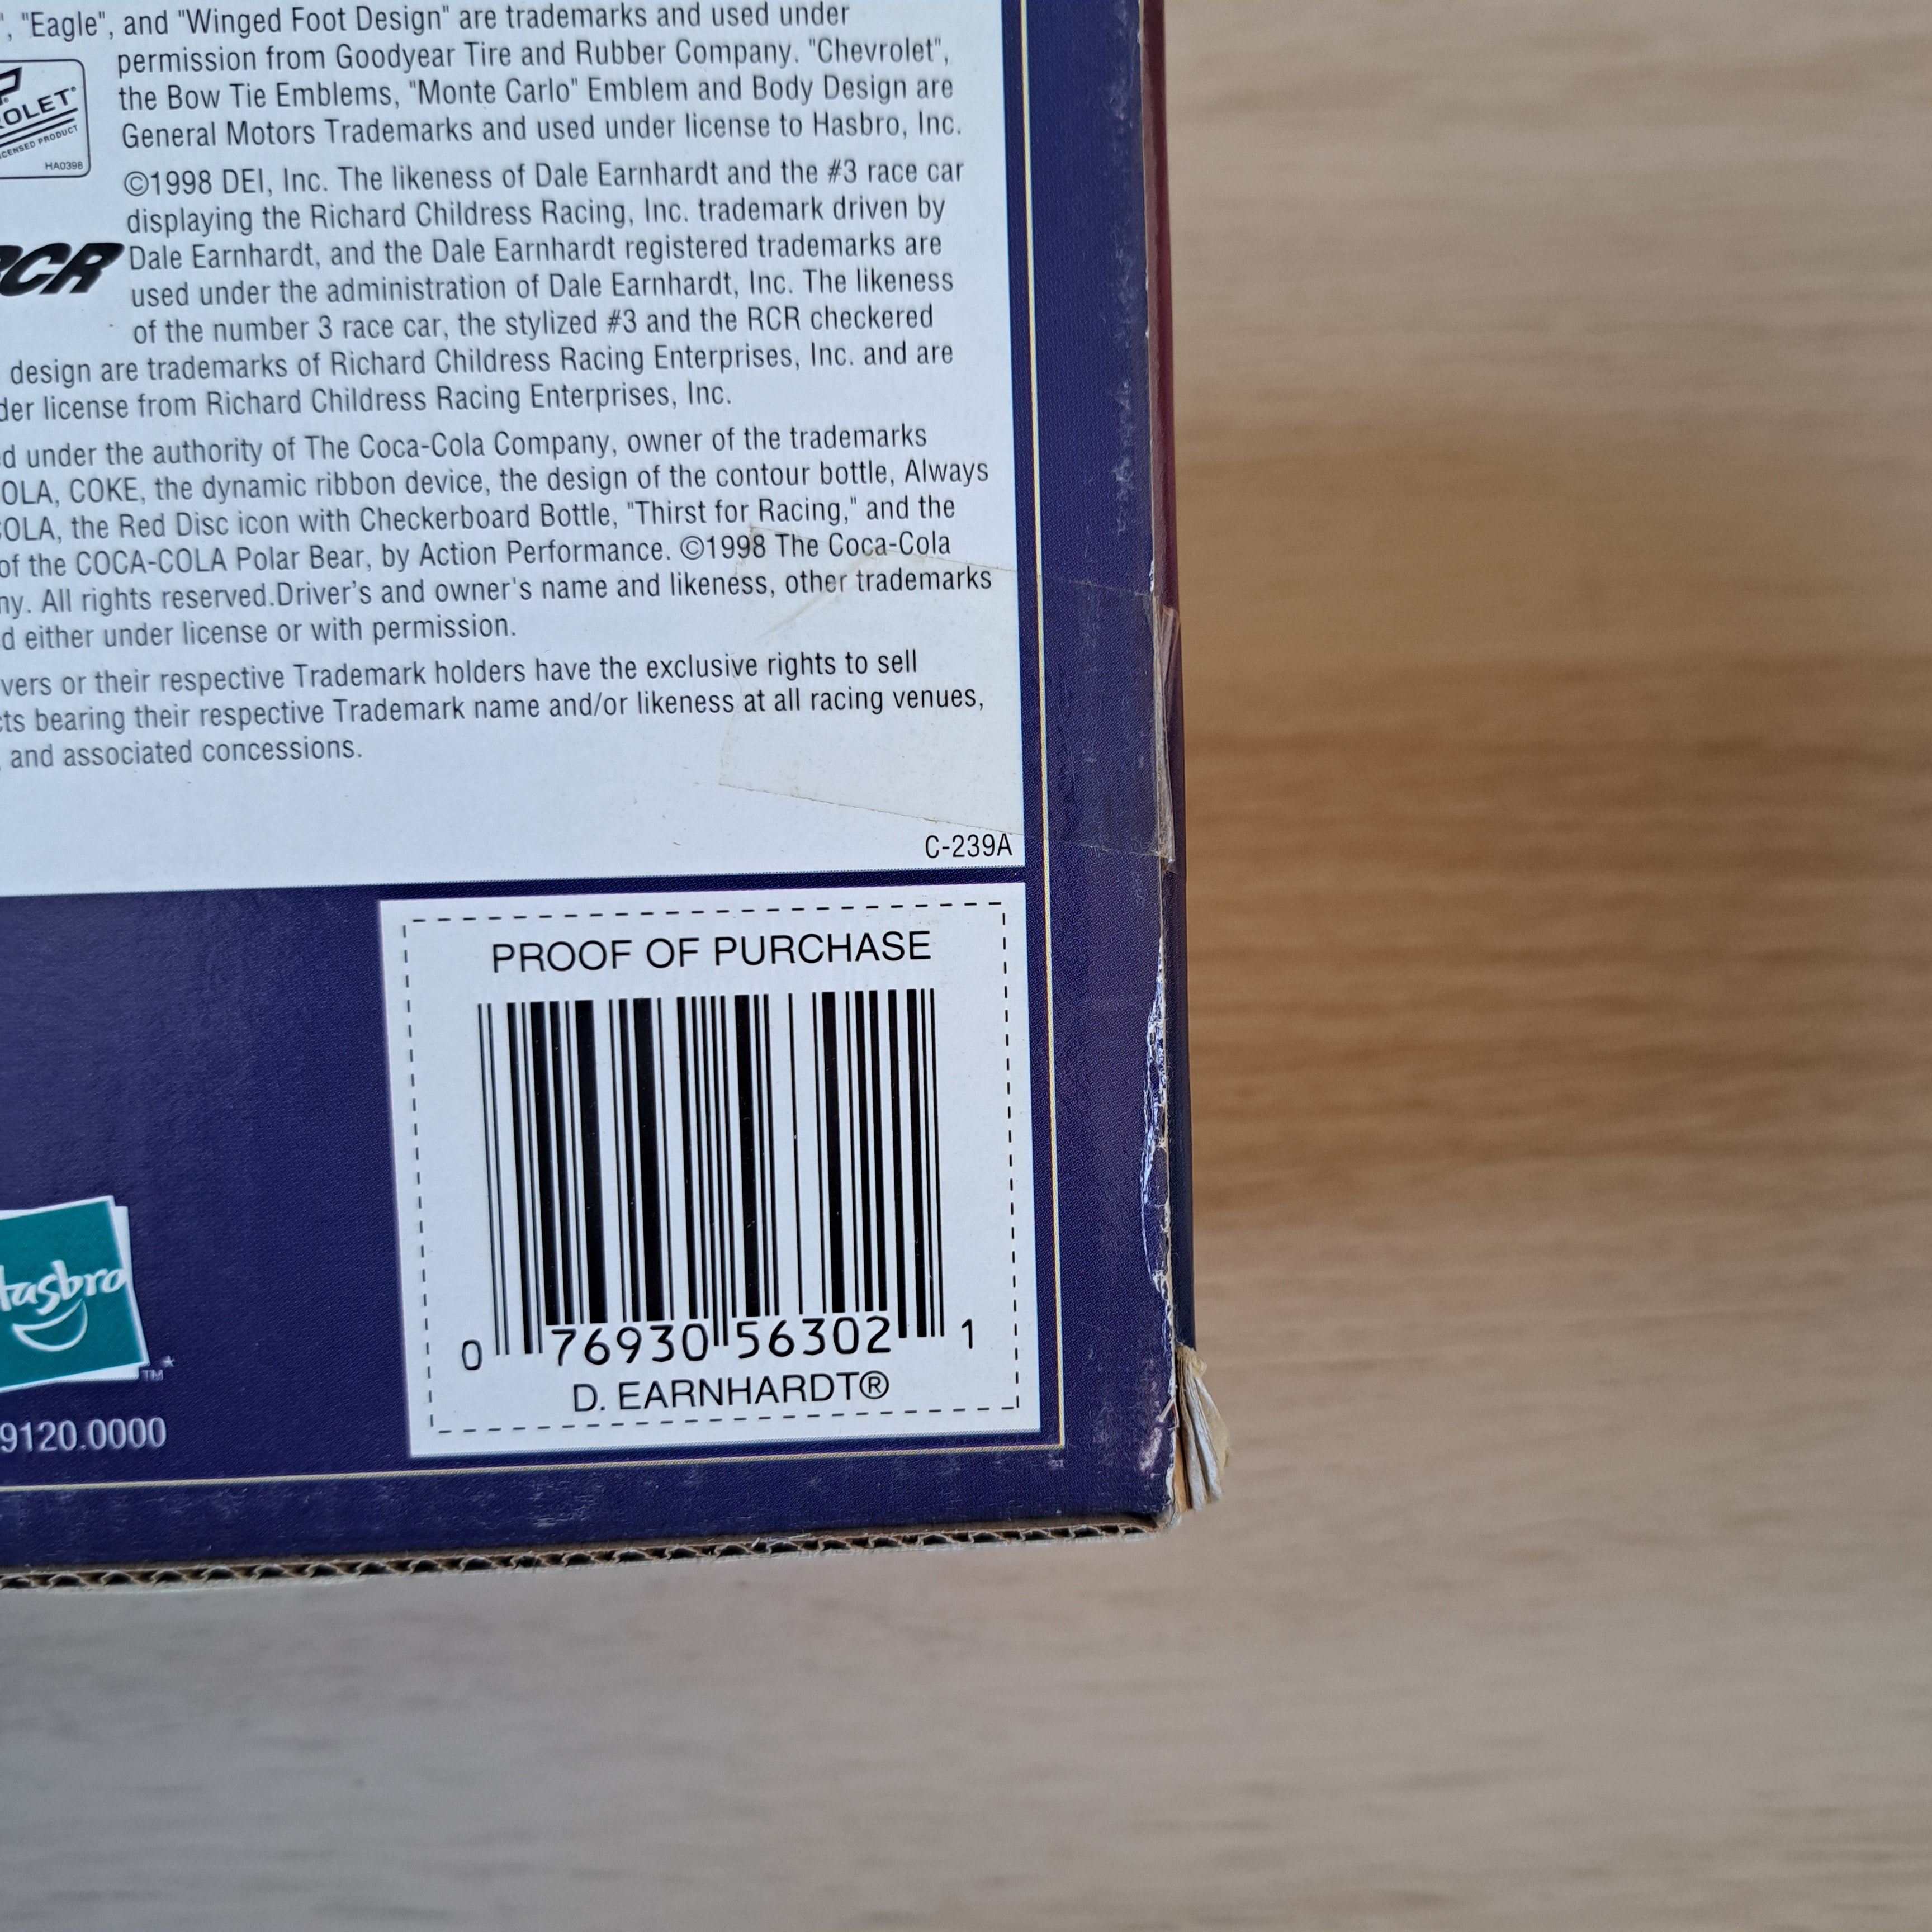 ", "Eagle", and "Winged Foot Design" are trademarks and used under
permission from Goodyear Tire and Rubber Company. "Chevrolet",
the Bow Tie Emblems, "Monte Carlo" Emblem and Body Design are
General Motors Trademarks and used under license to Hasbro, Inc.
OLET
CENSED PRODUCT
HA0398
©1998 DEI, Inc. The likeness of Dale Earnhardt and the #3 race car
displaying the Richard Childress Racing, Inc. trademark driven by
Dale Earnhardt, and the Dale Earnhardt registered trademarks are
used under the administration of Dale Earnhardt, Inc. The likeness
of the number 3 race car, the stylized #3 and the RCR checkered
design are trademarks of Richard Childress Racing Enterprises, Inc. and are
der license from Richard Childress Racing Enterprises, Inc.
RCR
d under the authority of The Coca-Cola Company, owner of the trademarks
OLA, COKE, the dynamic ribbon device, the design of the contour bottle, Always
COLA, the Red Disc icon with Checkerboard Bottle, "Thirst for Racing," and the
of the COCA-COLA Polar Bear, by Action Performance. ©1998 The Coca-Cola
ny. All rights reserved.Driver's and owner's name and likeness, other trademarks
d either under license or with permission.
vers or their respective Trademark holders have the exclusive rights to sell
cts bearing their respective Trademark name and/or likeness at all racing venues,
and associated concessions.
C-239A
PROOF OF PURCHASE
0 76930 56302 1
D. EARNHARDT®
Hasbro
TM*
9120.0000